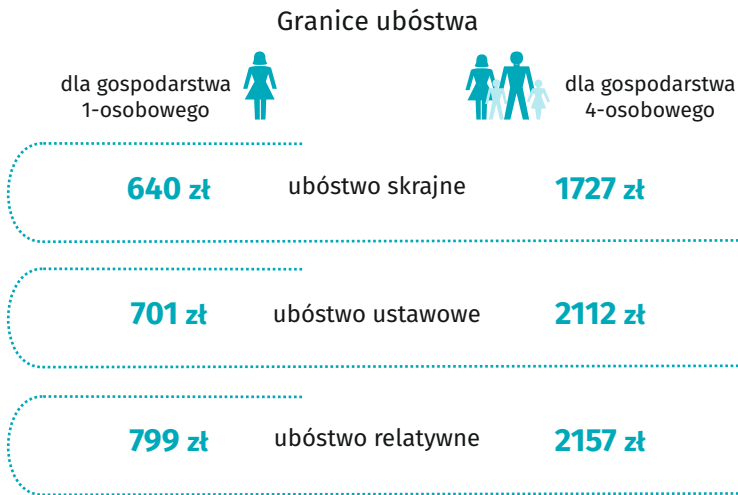 Granice ubóstwa
dla gospodarstwa
1-osobowego
dla gospodarstwa
4-osobowego
640 zł ubóstwo skrajne 1727 zł
701 zł ubóstwo ustawowe 2112 zł
799 zł ubóstwo relatywne 2157 zł